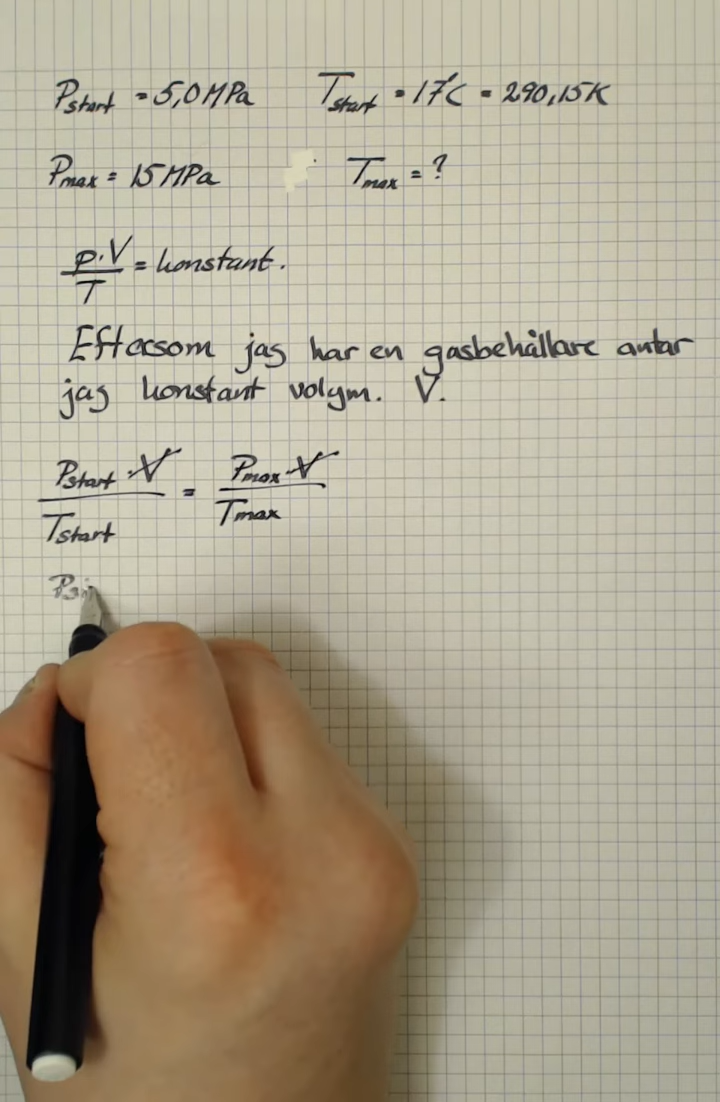 Pstart = 5,0 MPa Tstart = 17°C = 290,15K
Pmax = 15 MPa Tmax = ?
p·V/T = konstant.
Eftersom jag har en gasbehållare antar
jag konstant volym. V.
Pstart·V/Tstart = Pmax·V/Tmax